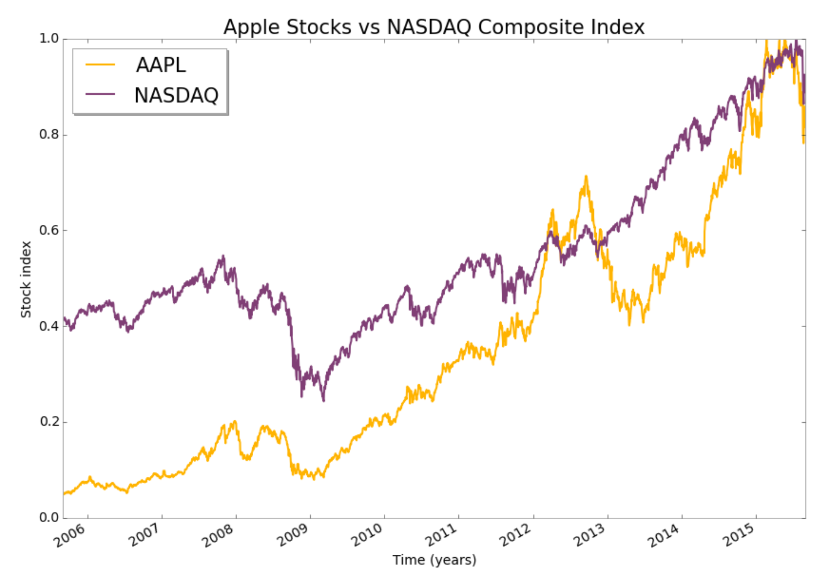 Apple Stocks vs NASDAQ Composite Index
1.0
AAPL
NASDAQ
0.8
0.6
Stock index
0.4
0.2
0.0
2006 2007 2008 2009 2010 2011 2012 2013 2014 2015
Time (years)